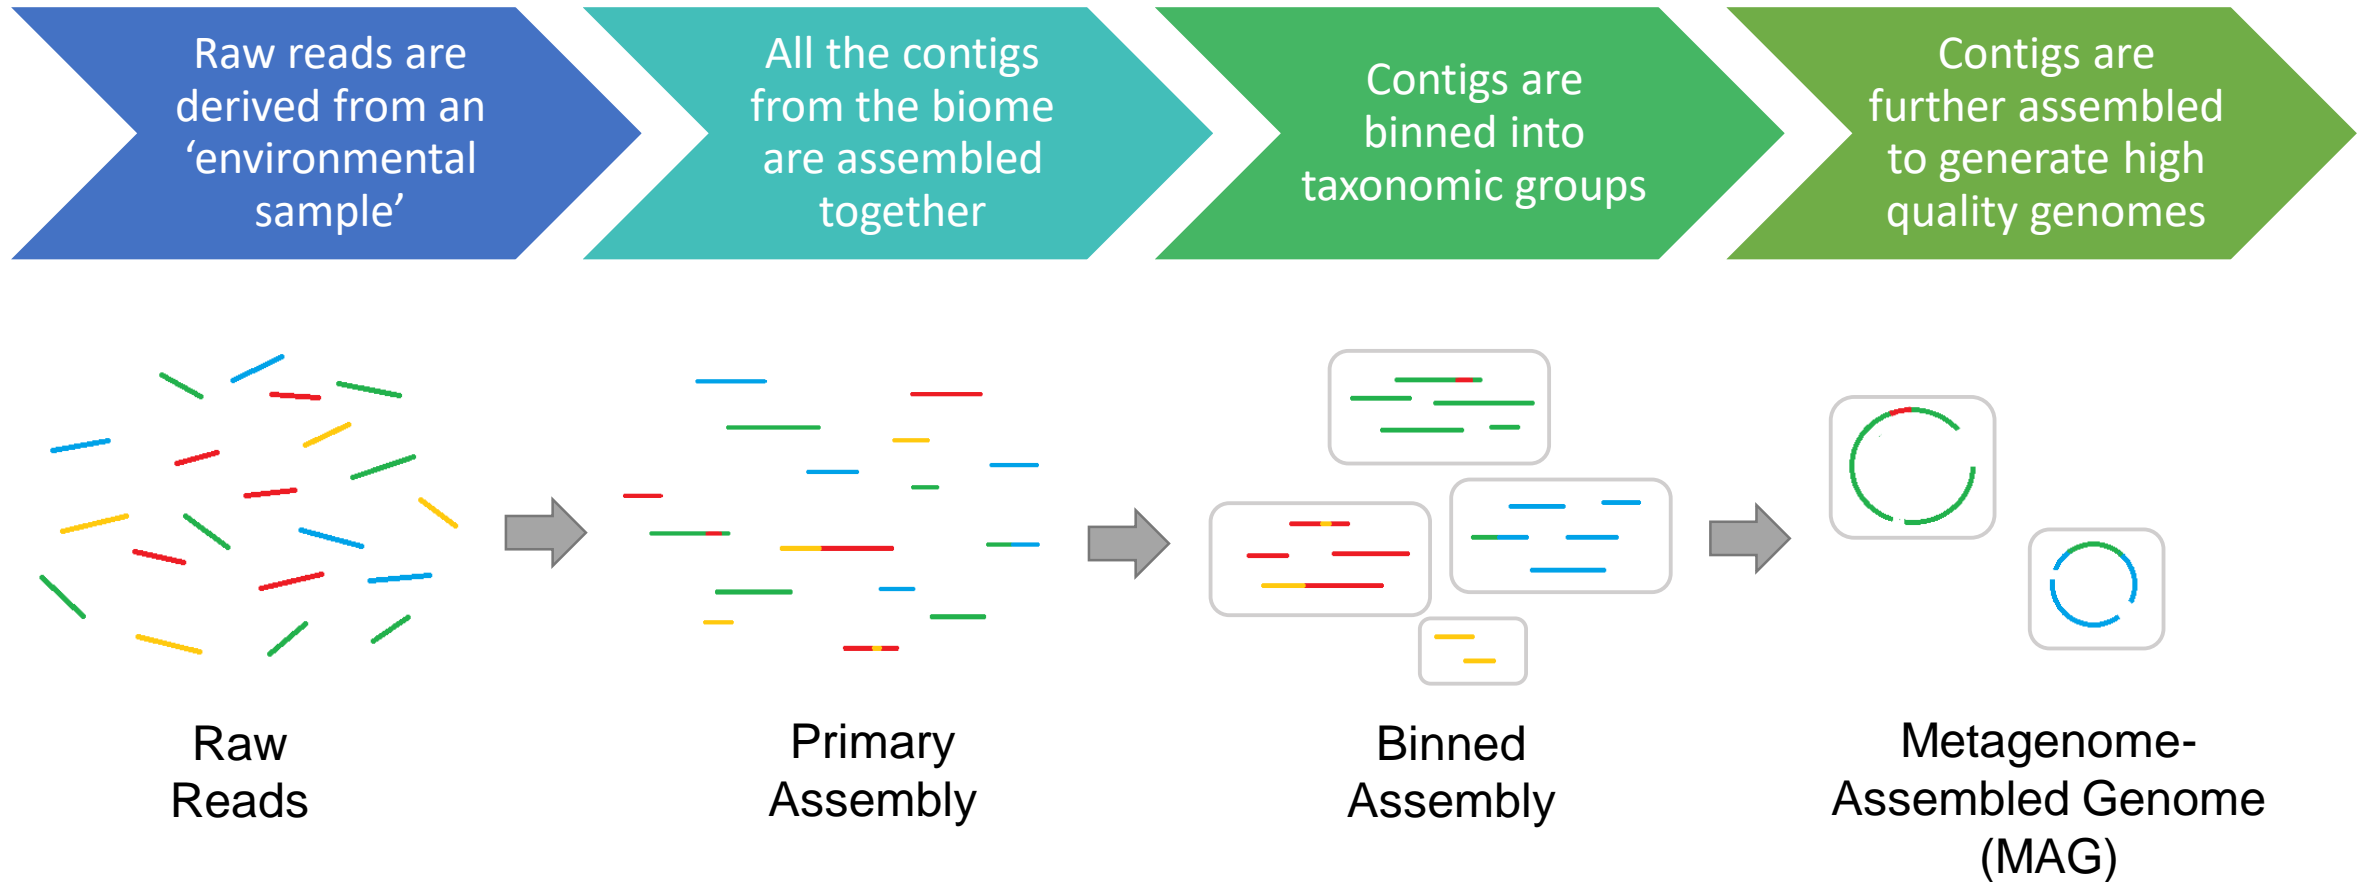 Raw reads are
derived from an
‘environmental
sample’
All the contigs
from the biome
are assembled
together
Contigs are
binned into
taxonomic groups
Contigs are
further assembled
to generate high
quality genomes
Raw
Reads
Primary
Assembly
Binned
Assembly
Metagenome-
Assembled Genome
(MAG)